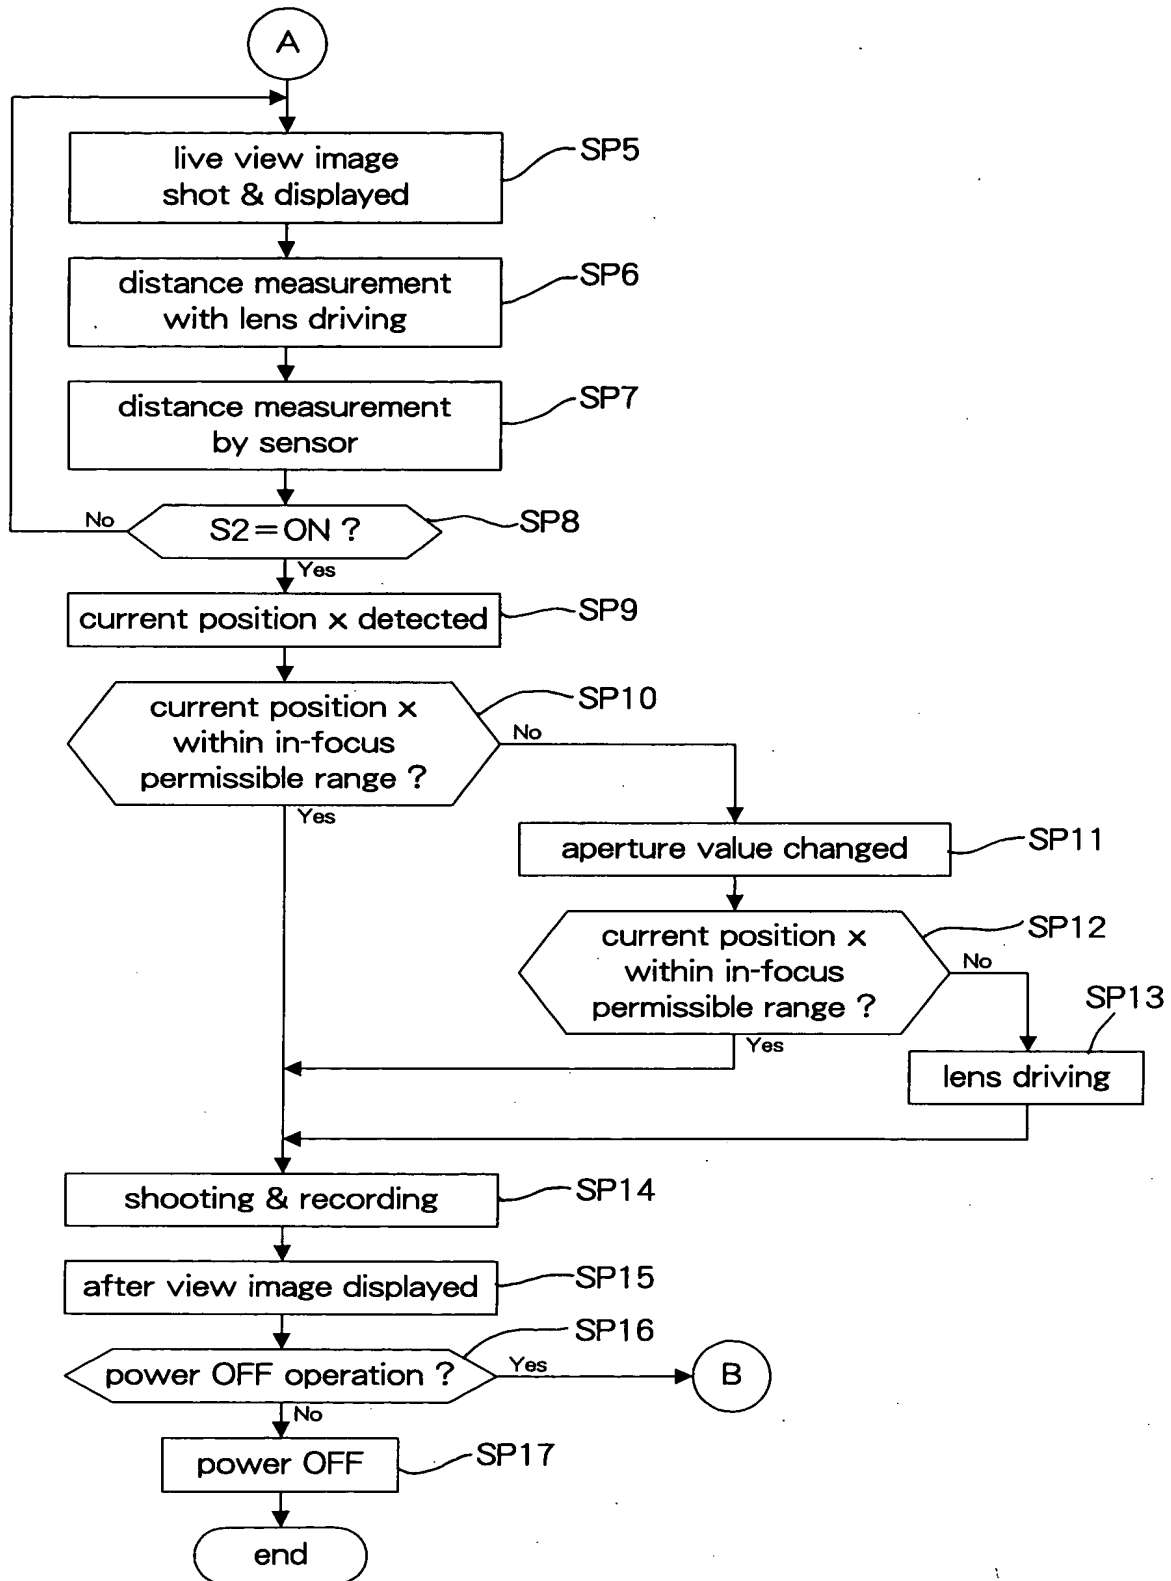 A
live view image
shot & displayed
SP5
distance measurement
with lens driving
SP6
distance measurement
by sensor
SP7
No
S2=ON ?
SP8
Yes
current position x detected
SP9
current position x
within in-focus
permissible range ?
SP10
No
Yes
aperture value changed
SP11
current position x
within in-focus
permissible range ?
SP12
No
Yes
SP13
lens driving
shooting & recording
SP14
after view image displayed
SP15
power OFF operation ?
SP16
Yes
B
No
power OFF
SP17
end